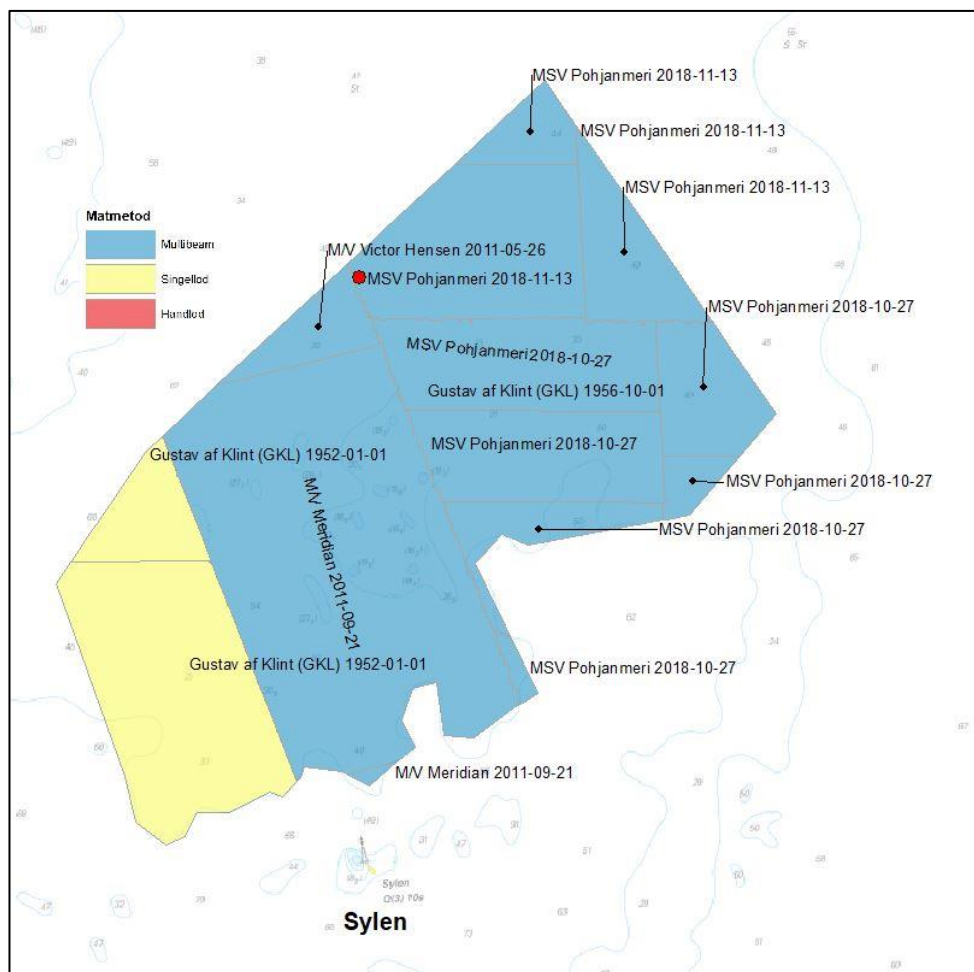 MSV Pohjanmeri 2018-11-13
MSV Pohjanmeri 2018-11-13
MSV Pohjanmeri 2018-11-13
Matmetod
Multibeam
Singellod
Handlod
M/V Victor Hensen 2011-05-26
MSV Pohjanmeri 2018-11-13
MSV Pohjanmeri 2018-10-27
MSV Pohjanmeri 2018-10-27
Gustav af Klint (GKL) 1956-10-01
MSV Pohjanmeri 2018-10-27
Gustav af Klint (GKL) 1952-01-01
M/V Meridian 2011-09-21
MSV Pohjanmeri 2018-10-27
MSV Pohjanmeri 2018-10-27
Gustav af Klint (GKL) 1952-01-01
MSV Pohjanmeri 2018-10-27
M/V Meridian 2011-09-21
Sylen
Q(3) 10s
Sylen